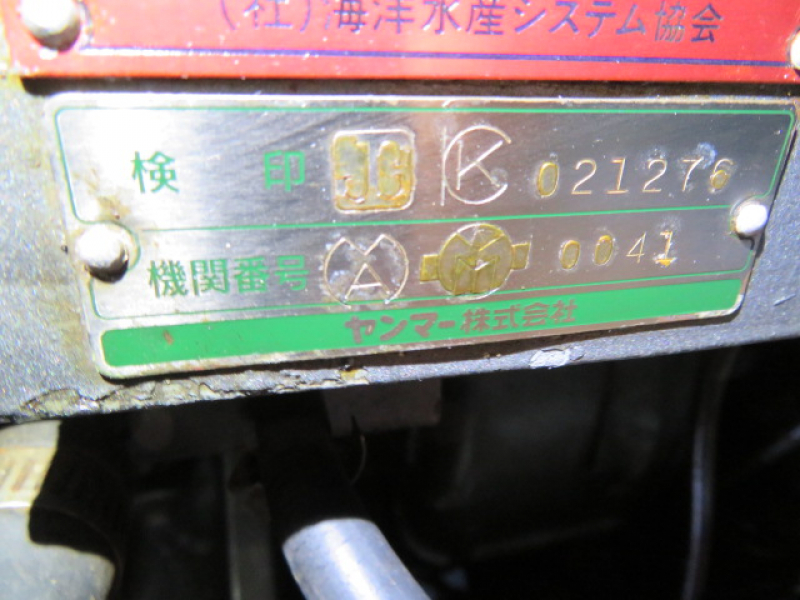 (社)海洋水産システム協会
検印 JG K 021276
機関番号 0041
ヤンマー株式会社